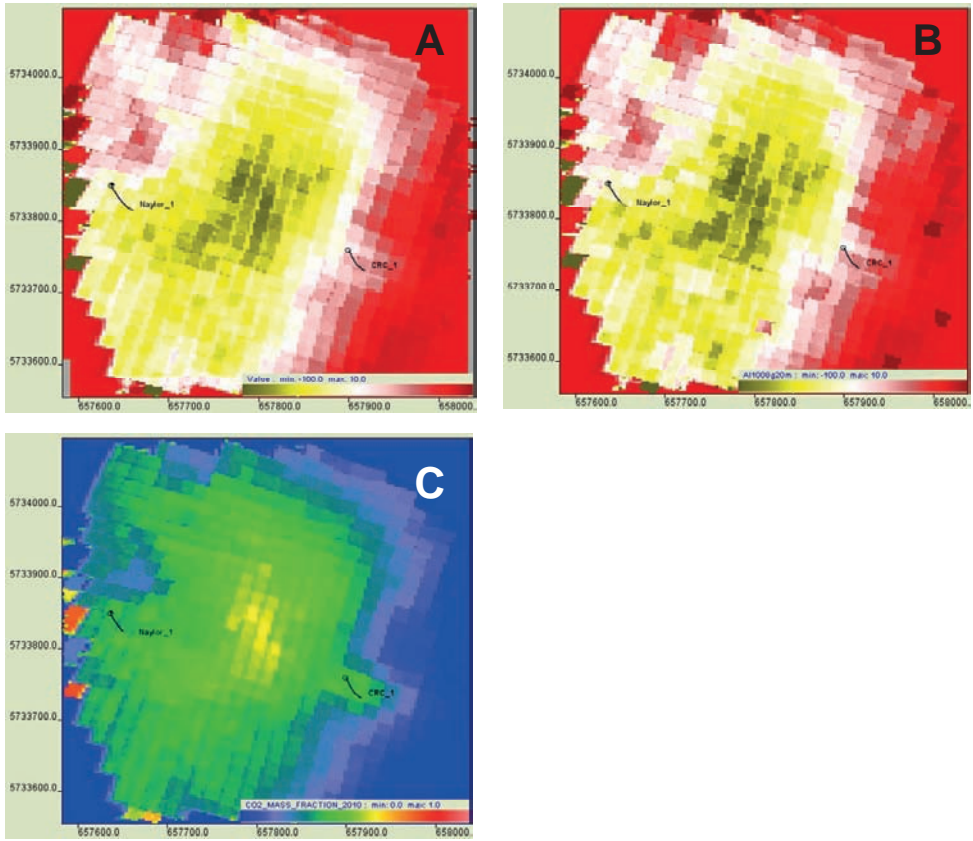 A
5734000.0
5733900.0
5733800.0
5733700.0
5733600.0
Naylor_1
CRC_1
Value : min: -100.0 max: 10.0
657600.0
657700.0
657800.0
657900.0
658000.0
B
5734000.0
5733900.0
5733800.0
5733700.0
5733600.0
Naylor_1
CRC_1
AI1000g20m : min: -100.0 max: 10.0
657600.0
657700.0
657800.0
657900.0
658000.0
C
5734000.0
5733900.0
5733800.0
5733700.0
5733600.0
Naylor_1
CRC_1
CO2_MASS_FRACTION_2010 : min: 0.0 max: 1.0
657600.0
657700.0
657800.0
657900.0
658000.0